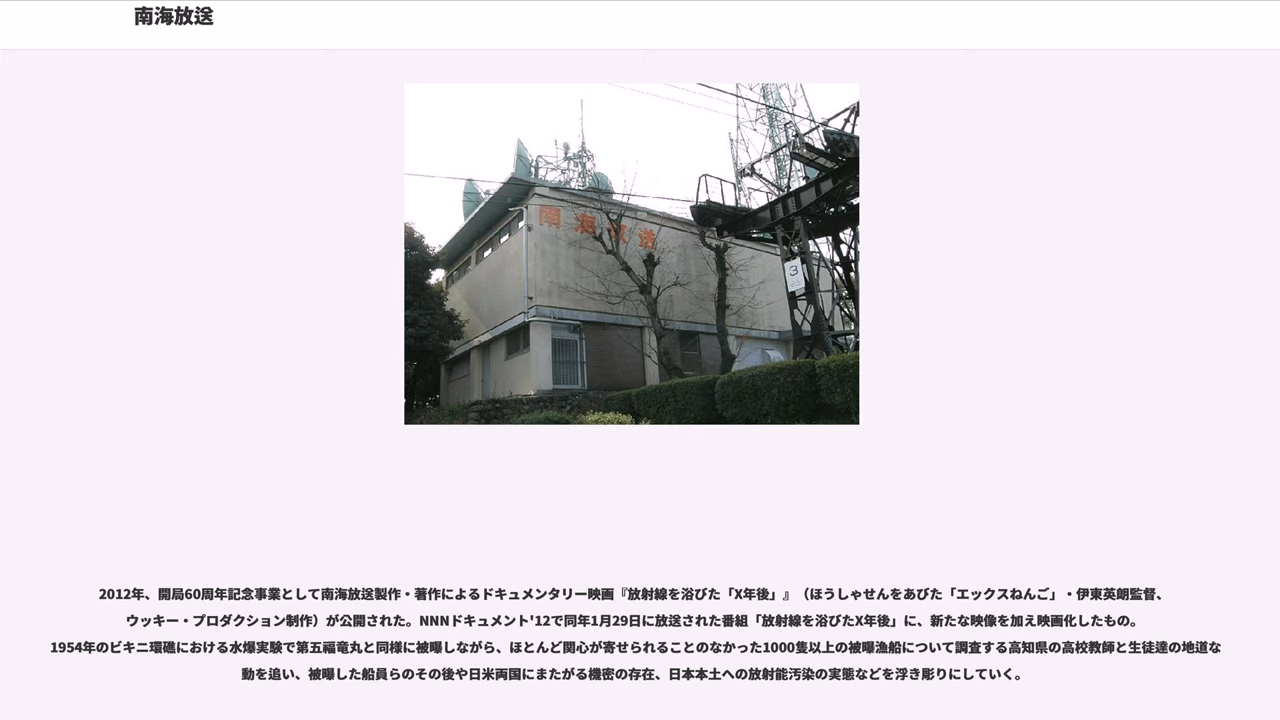 南海放送
南海放送
3
2012年、開局60周年記念事業として南海放送製作・著作によるドキュメンタリー映画『放射線を浴びた「X年後」』（ほうしゃせんをあびた「エックスねんご」・伊東英朗監督、
ウッキー・プロダクション制作）が公開された。NNNドキュメント'12で同年1月29日に放送された番組「放射線を浴びたX年後」に、新たな映像を加え映画化したもの。
1954年のビキニ環礁における水爆実験で第五福竜丸と同様に被曝しながら、ほとんど関心が寄せられることのなかった1000隻以上の被曝漁船について調査する高知県の高校教師と生徒達の地道な
動を追い、被曝した船員らのその後や日米両国にまたがる機密の存在、日本本土への放射能汚染の実態などを浮き彫りにしていく。